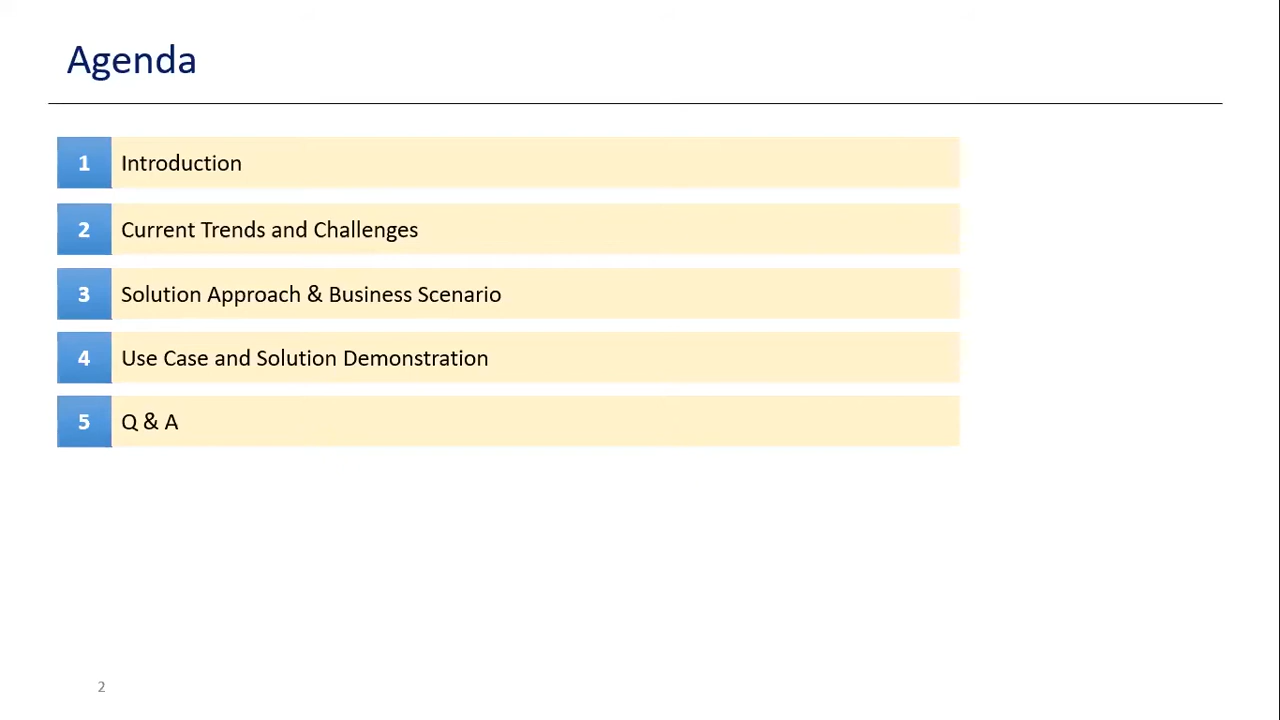 Agenda
1 Introduction
2 Current Trends and Challenges
3 Solution Approach & Business Scenario
4 Use Case and Solution Demonstration
5 Q & A
2